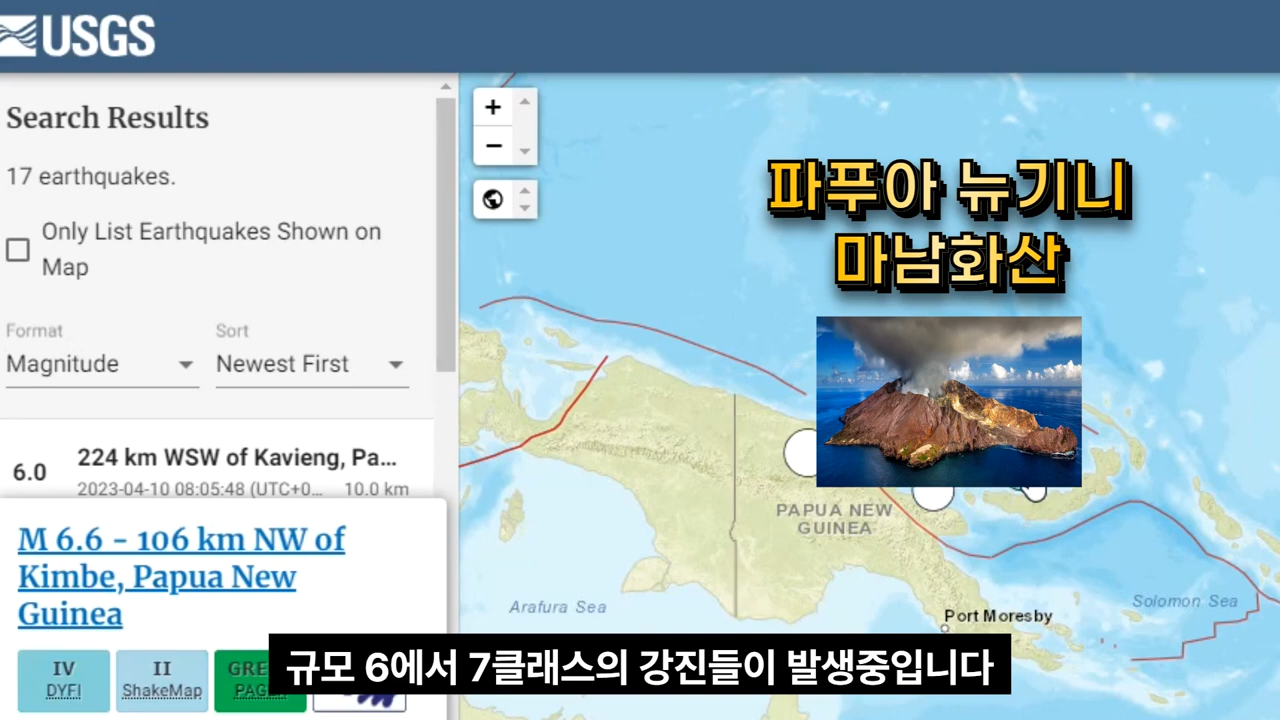 USGS
Search Results
17 earthquakes.
Only List Earthquakes Shown on
Map
Format
Sort
Magnitude
Newest First
6.0
224 km WSW of Kavieng, Pa...
2023-04-10 08:05:48 (UTC+0...
10.0 km
M 6.6 - 106 km NW of
Kimbe, Papua New
Guinea
IV
DYFI
II
ShakeMap
파푸아 뉴기니
마남화산
PAPUA NEW
GUINEA
Arafura Sea
Solomon Sea
Port Moresby
규모 6에서 7클래스의 강진들이 발생중입니다